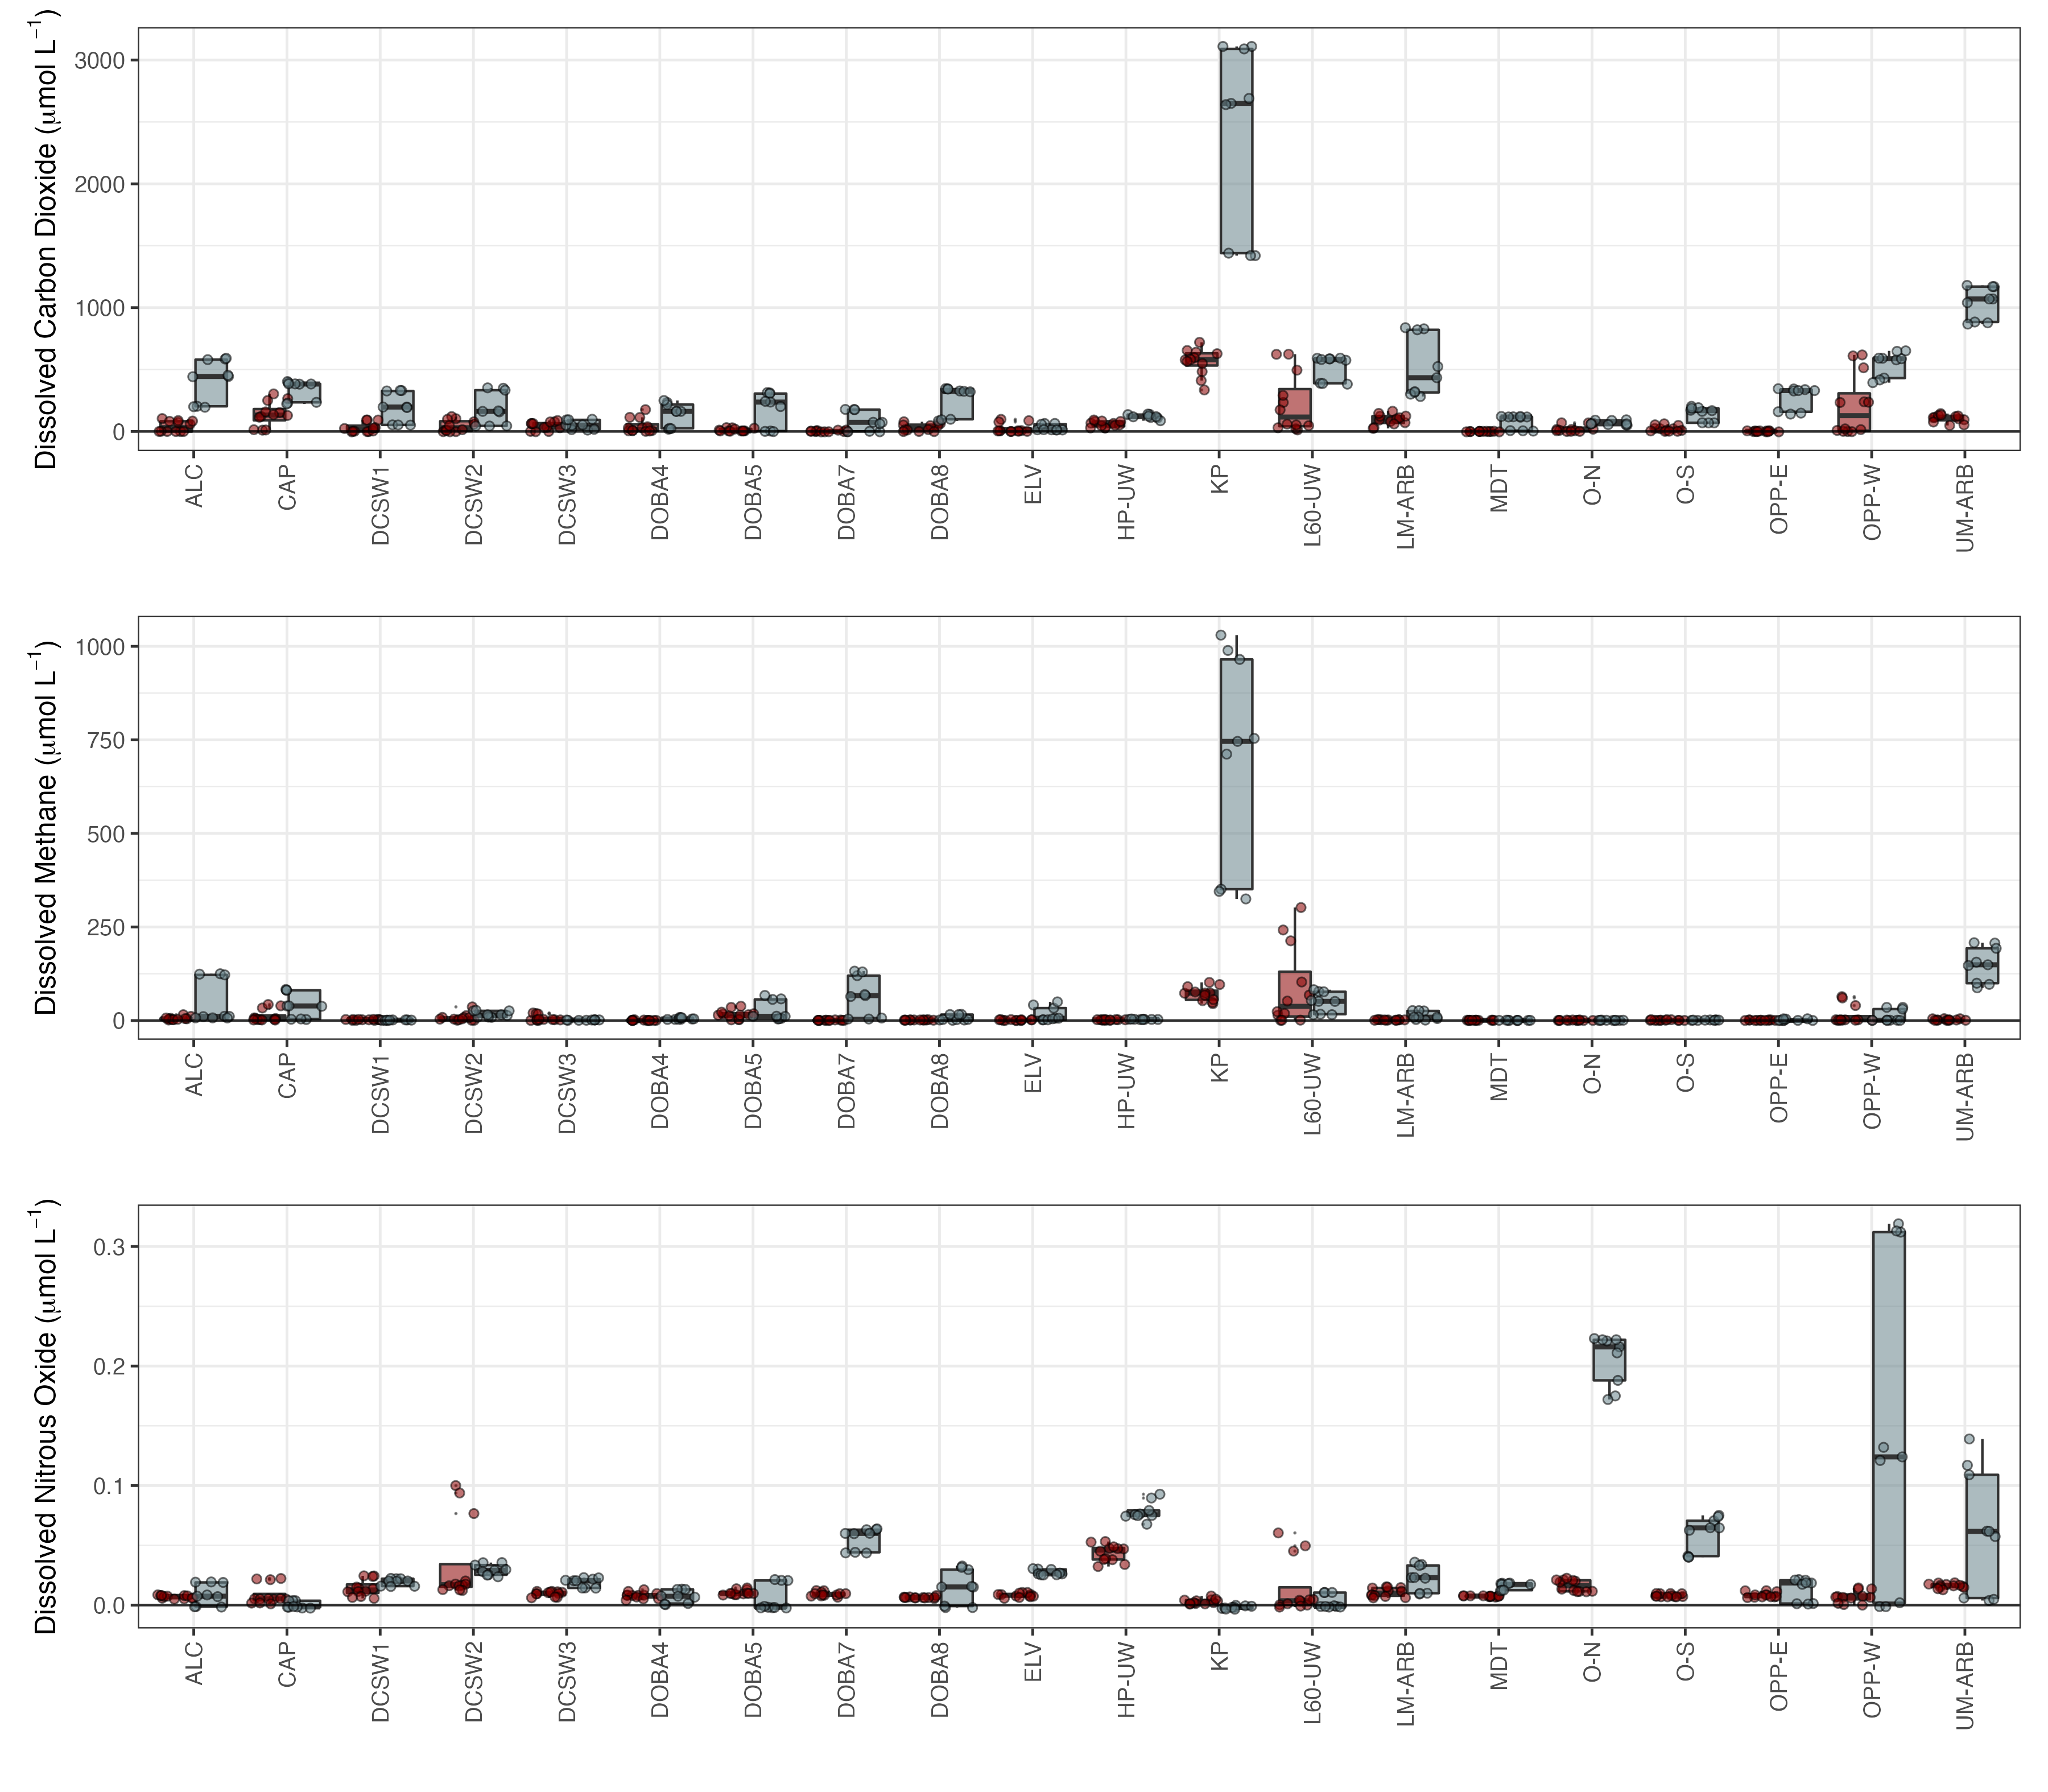 Dissolved Carbon Dioxide (μmol L⁻¹)
3000
2000
1000
0
ALC CAP DCSW1 DCSW2 DCSW3 DOBA4 DOBA5 DOBA7 DOBA8 ELV HP-UW KP L60-UW LM-ARB MDT O-N O-S OPP-E OPP-W UM-ARB
Dissolved Methane (μmol L⁻¹)
1000
750
500
250
0
ALC CAP DCSW1 DCSW2 DCSW3 DOBA4 DOBA5 DOBA7 DOBA8 ELV HP-UW KP L60-UW LM-ARB MDT O-N O-S OPP-E OPP-W UM-ARB
Dissolved Nitrous Oxide (μmol L⁻¹)
0.3
0.2
0.1
0.0
ALC CAP DCSW1 DCSW2 DCSW3 DOBA4 DOBA5 DOBA7 DOBA8 ELV HP-UW KP L60-UW LM-ARB MDT O-N O-S OPP-E OPP-W UM-ARB